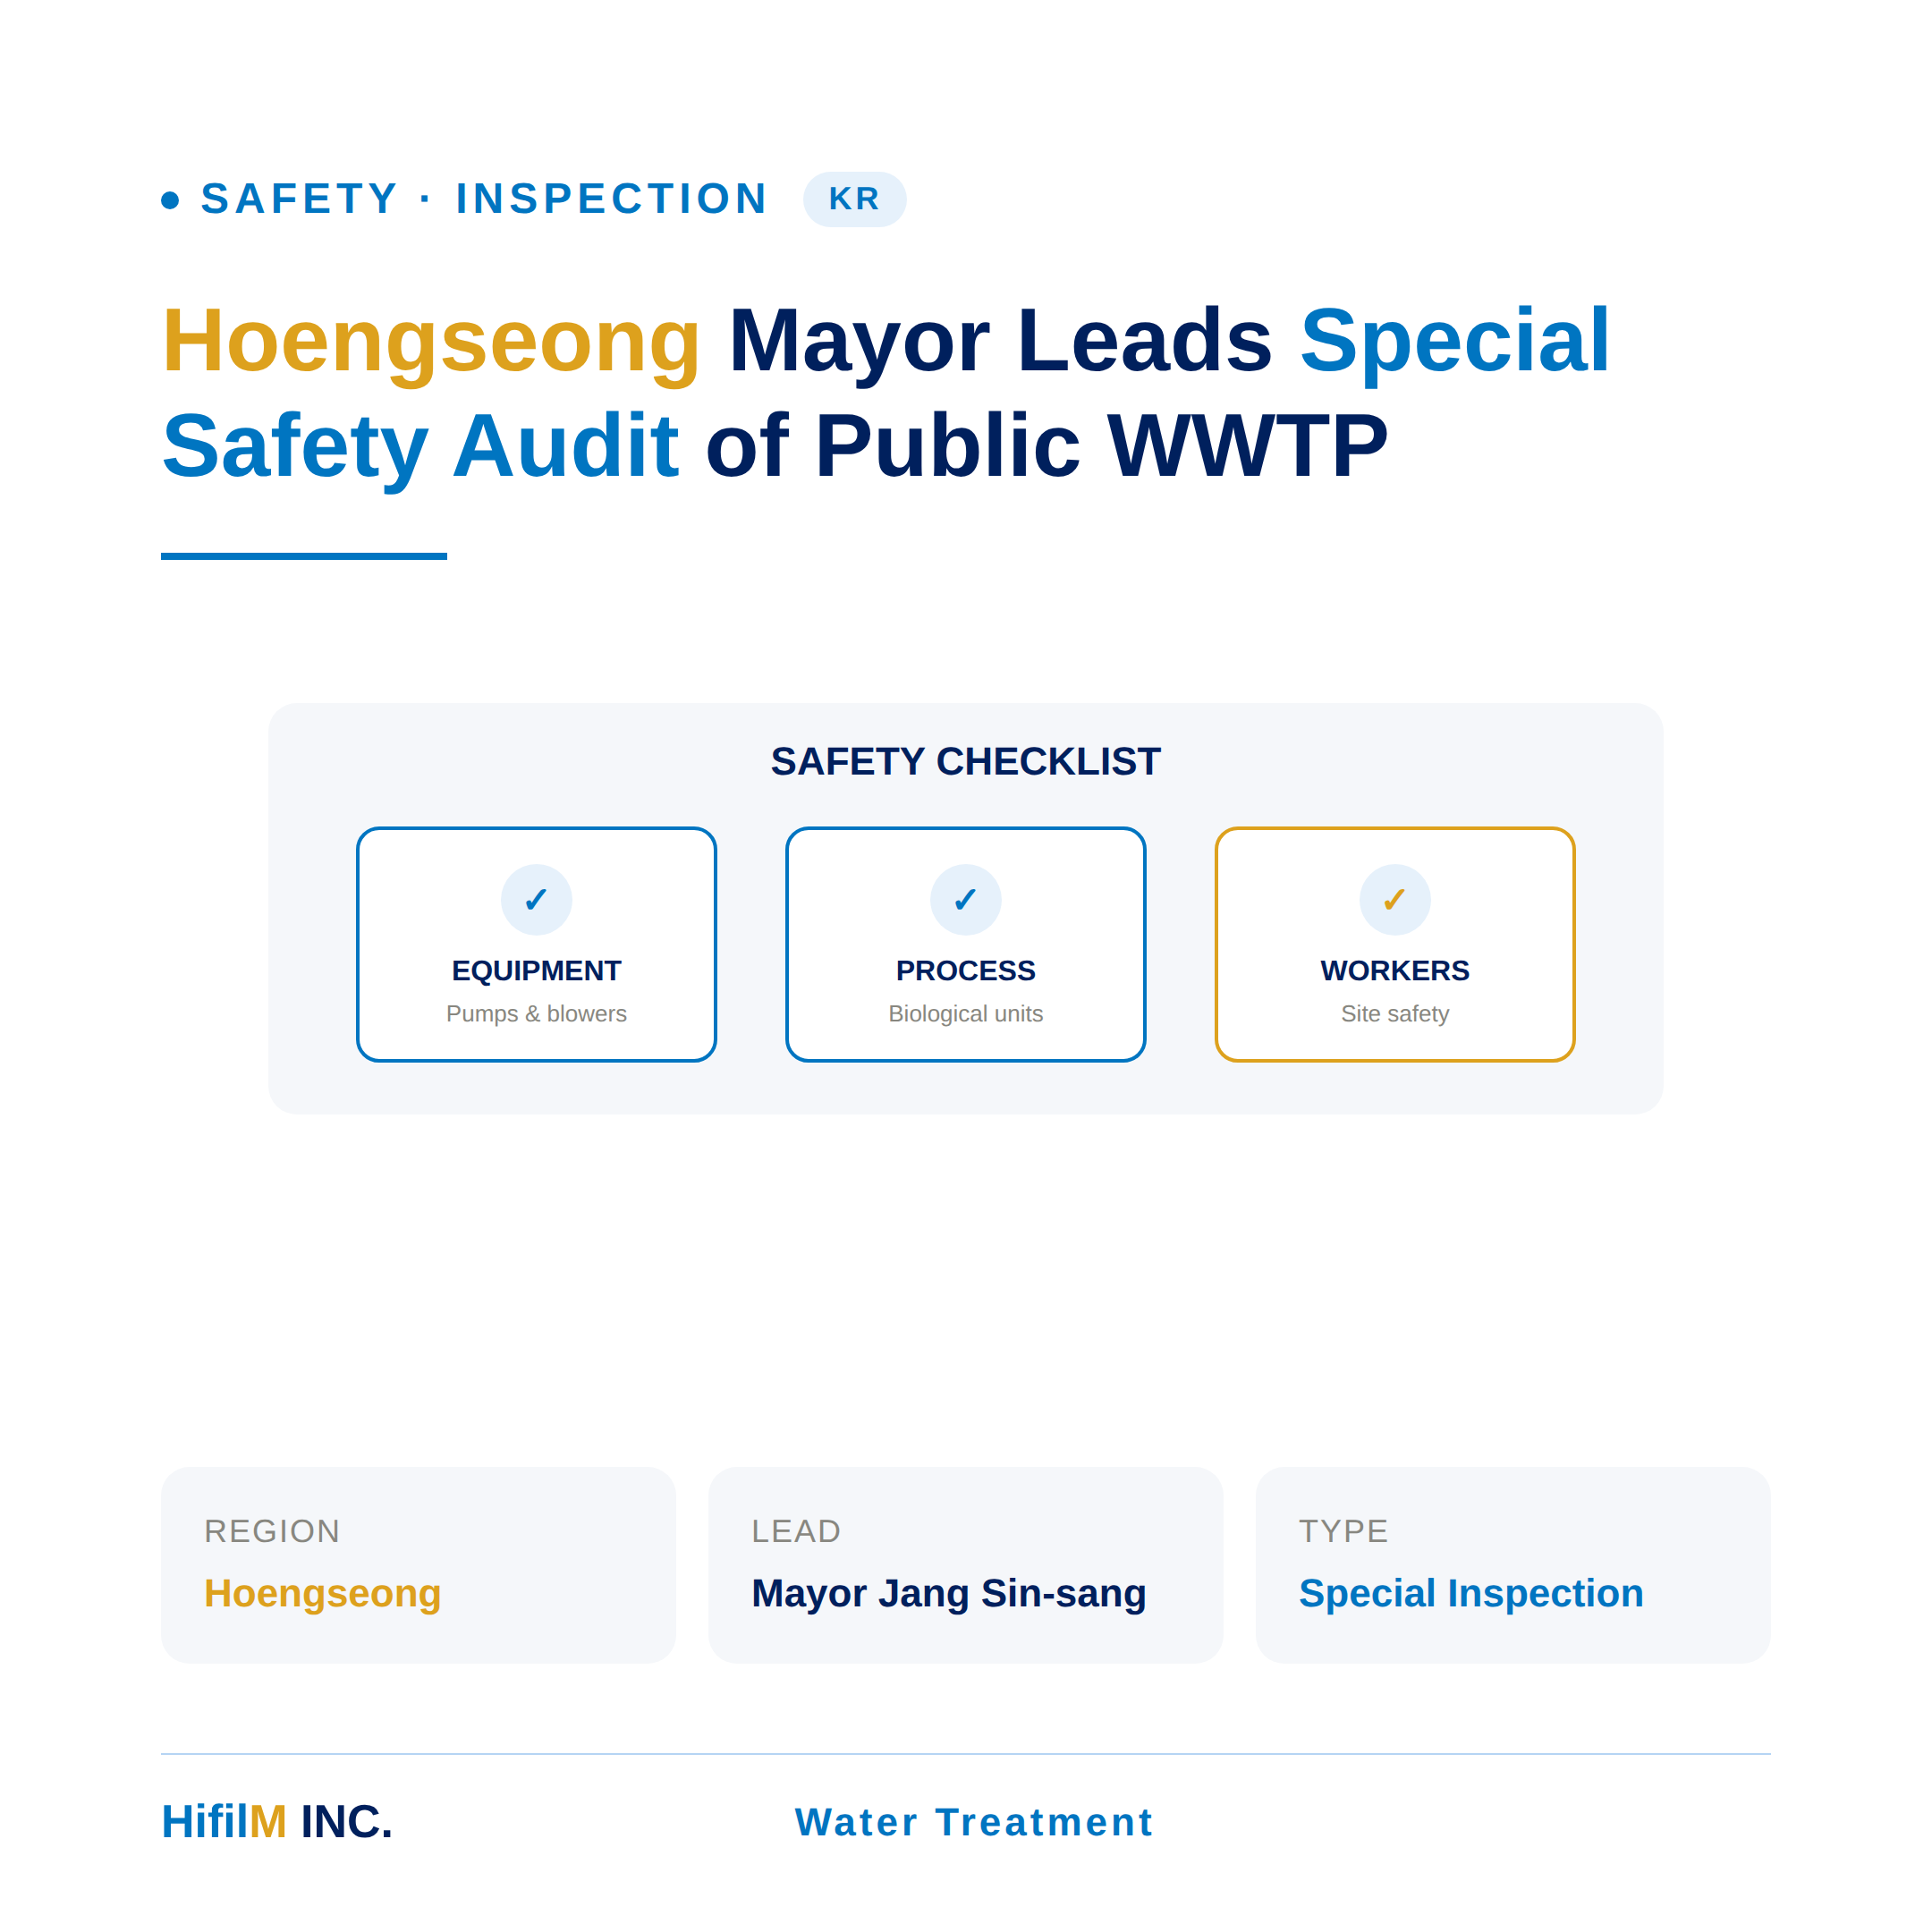 SAFETY · INSPECTION KR
Hoengseong Mayor Leads Special
Safety Audit of Public WWTP
SAFETY CHECKLIST
✓ ✓ ✓
EQUIPMENT PROCESS WORKERS
Pumps & blowers Biological units Site safety
REGION LEAD TYPE
Hoengseong Mayor Jang Sin-sang Special Inspection
HifilM INC. Water Treatment